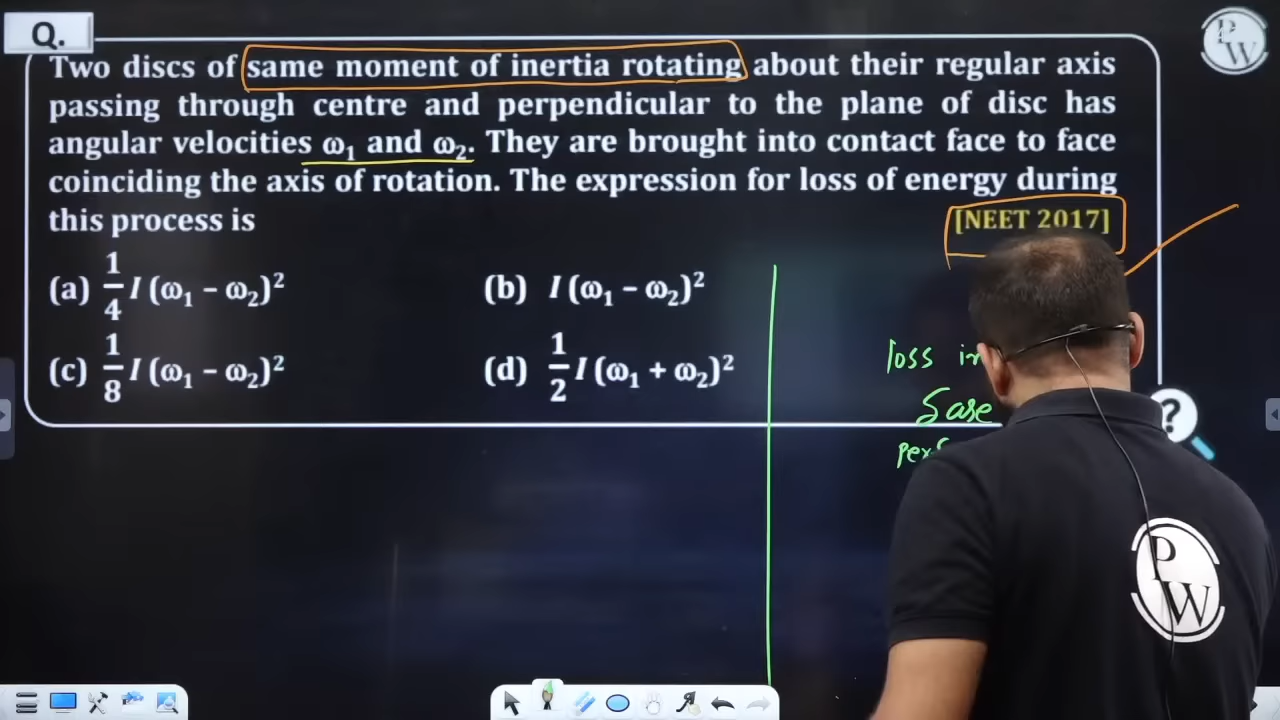 Q.
Two discs of same moment of inertia rotating about their regular axis
passing through centre and perpendicular to the plane of disc has
angular velocities ω₁ and ω₂. They are brought into contact face to face
coinciding the axis of rotation. The expression for loss of energy during
this process is [NEET 2017]
(a) 1/4 I (ω₁ − ω₂)² (b) I (ω₁ − ω₂)²
(c) 1/8 I (ω₁ − ω₂)² (d) 1/2 I (ω₁ + ω₂)²
loss
PW
PW
?